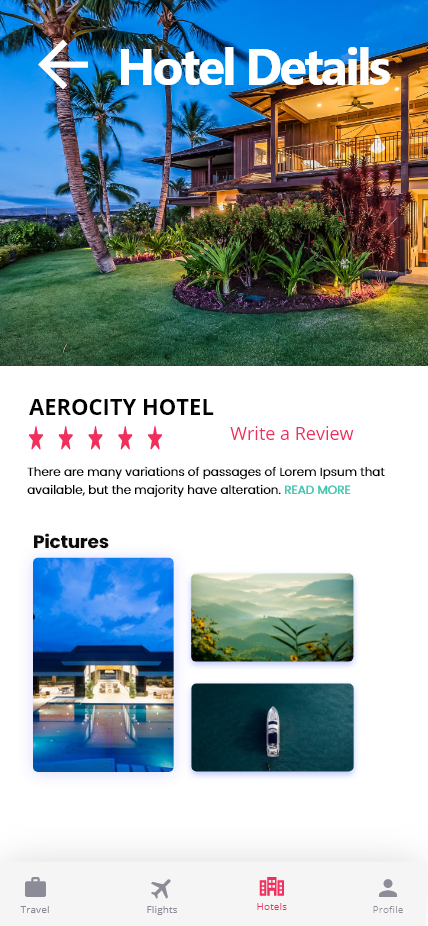 Hotel Details
AEROCITY HOTEL
Write a Review
There are many variations of passages of Lorem Ipsum that
available, but the majority have alteration. READ MORE
Pictures
Travel
Flights
Hotels
Profile